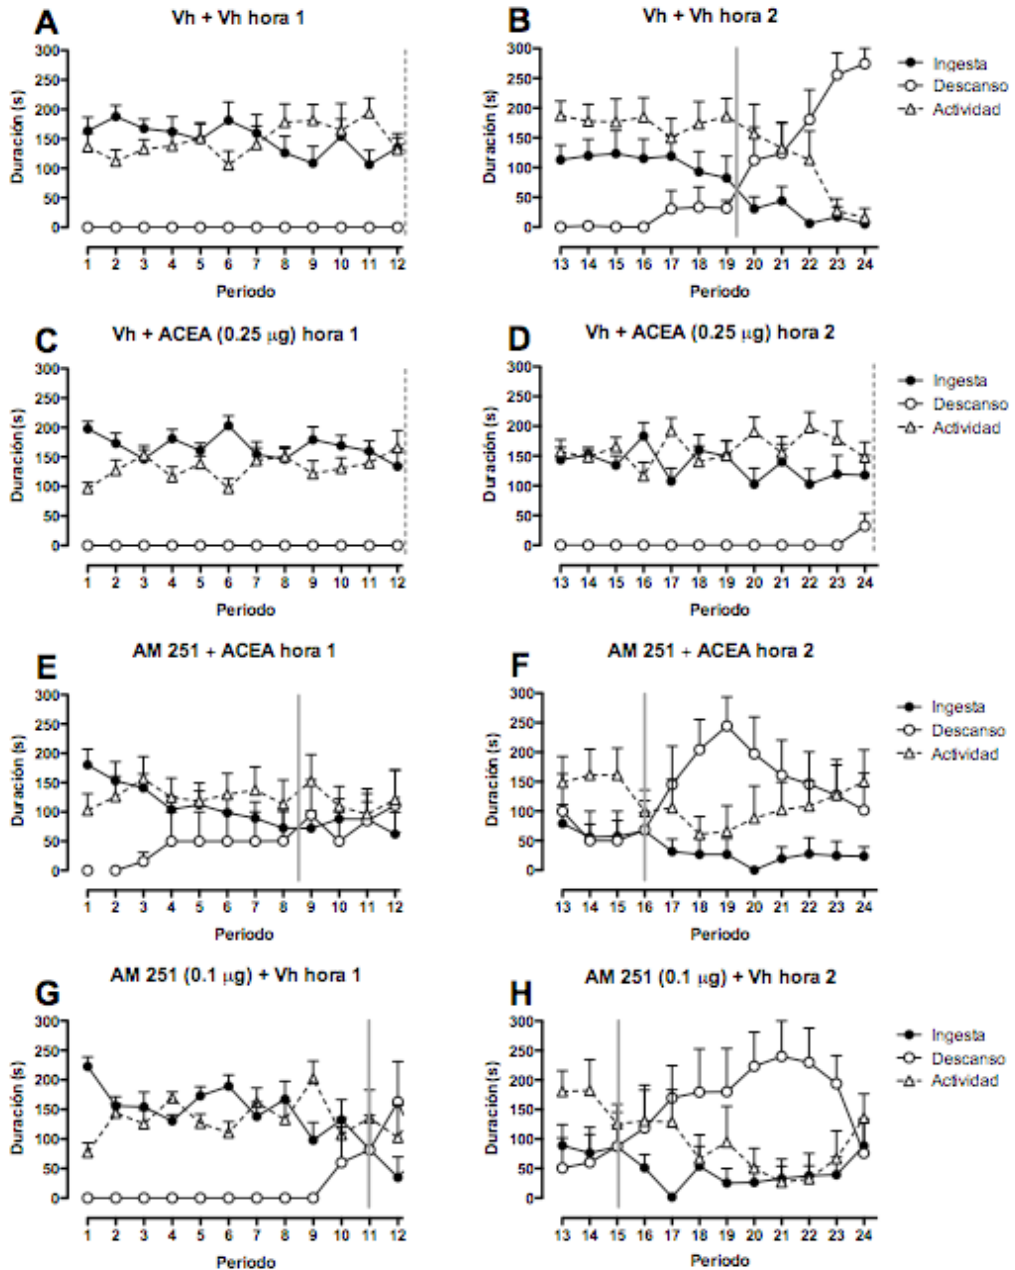 A
Vh + Vh hora 1
Duración (s)
300
250
200
150
100
50
0
1 2 3 4 5 6 7 8 9 10 11 12
Periodo
B
Vh + Vh hora 2
Duración (s)
300
250
200
150
100
50
0
13 14 15 16 17 18 19 20 21 22 23 24
Periodo
Ingesta
Descanso
Actividad
C
Vh + ACEA (0.25 μg) hora 1
Duración (s)
300
250
200
150
100
50
0
1 2 3 4 5 6 7 8 9 10 11 12
Periodo
D
Vh + ACEA (0.25 μg) hora 2
Duración (s)
300
250
200
150
100
50
0
13 14 15 16 17 18 19 20 21 22 23 24
Periodo
Ingesta
Descanso
Actividad
E
AM 251 + ACEA hora 1
Duración (s)
300
250
200
150
100
50
0
1 2 3 4 5 6 7 8 9 10 11 12
Periodo
F
AM 251 + ACEA hora 2
Duración (s)
300
250
200
150
100
50
0
13 14 15 16 17 18 19 20 21 22 23 24
Periodo
Ingesta
Descanso
Actividad
G
AM 251 (0.1 μg) + Vh hora 1
Duración (s)
300
250
200
150
100
50
0
1 2 3 4 5 6 7 8 9 10 11 12
Periodo
H
AM 251 (0.1 μg) + Vh hora 2
Duración (s)
300
250
200
150
100
50
0
13 14 15 16 17 18 19 20 21 22 23 24
Periodo
Ingesta
Descanso
Actividad